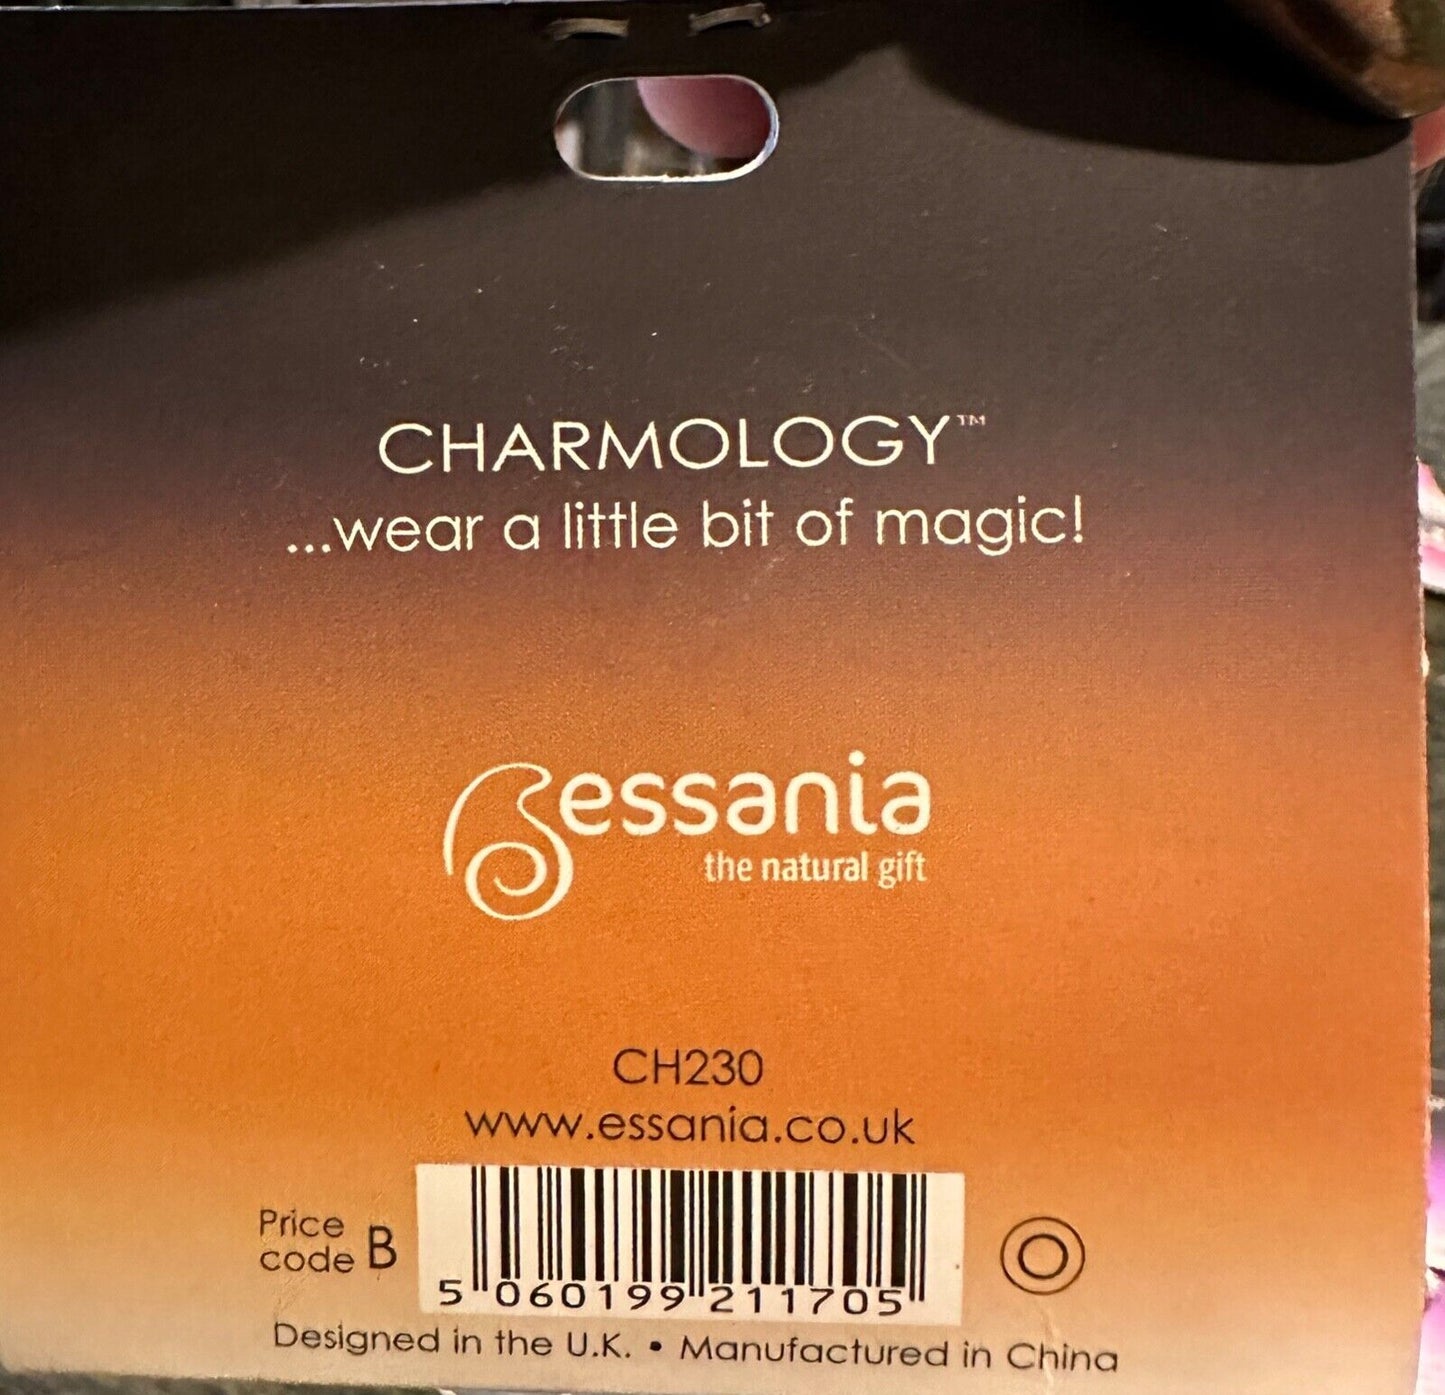 CHARMOLOGY™
...wear a little bit of magic!
essania
the natural gift
CH230
www.essania.co.uk
Price
code B
5 060199 211705
Designed in the U.K. • Manufactured in China